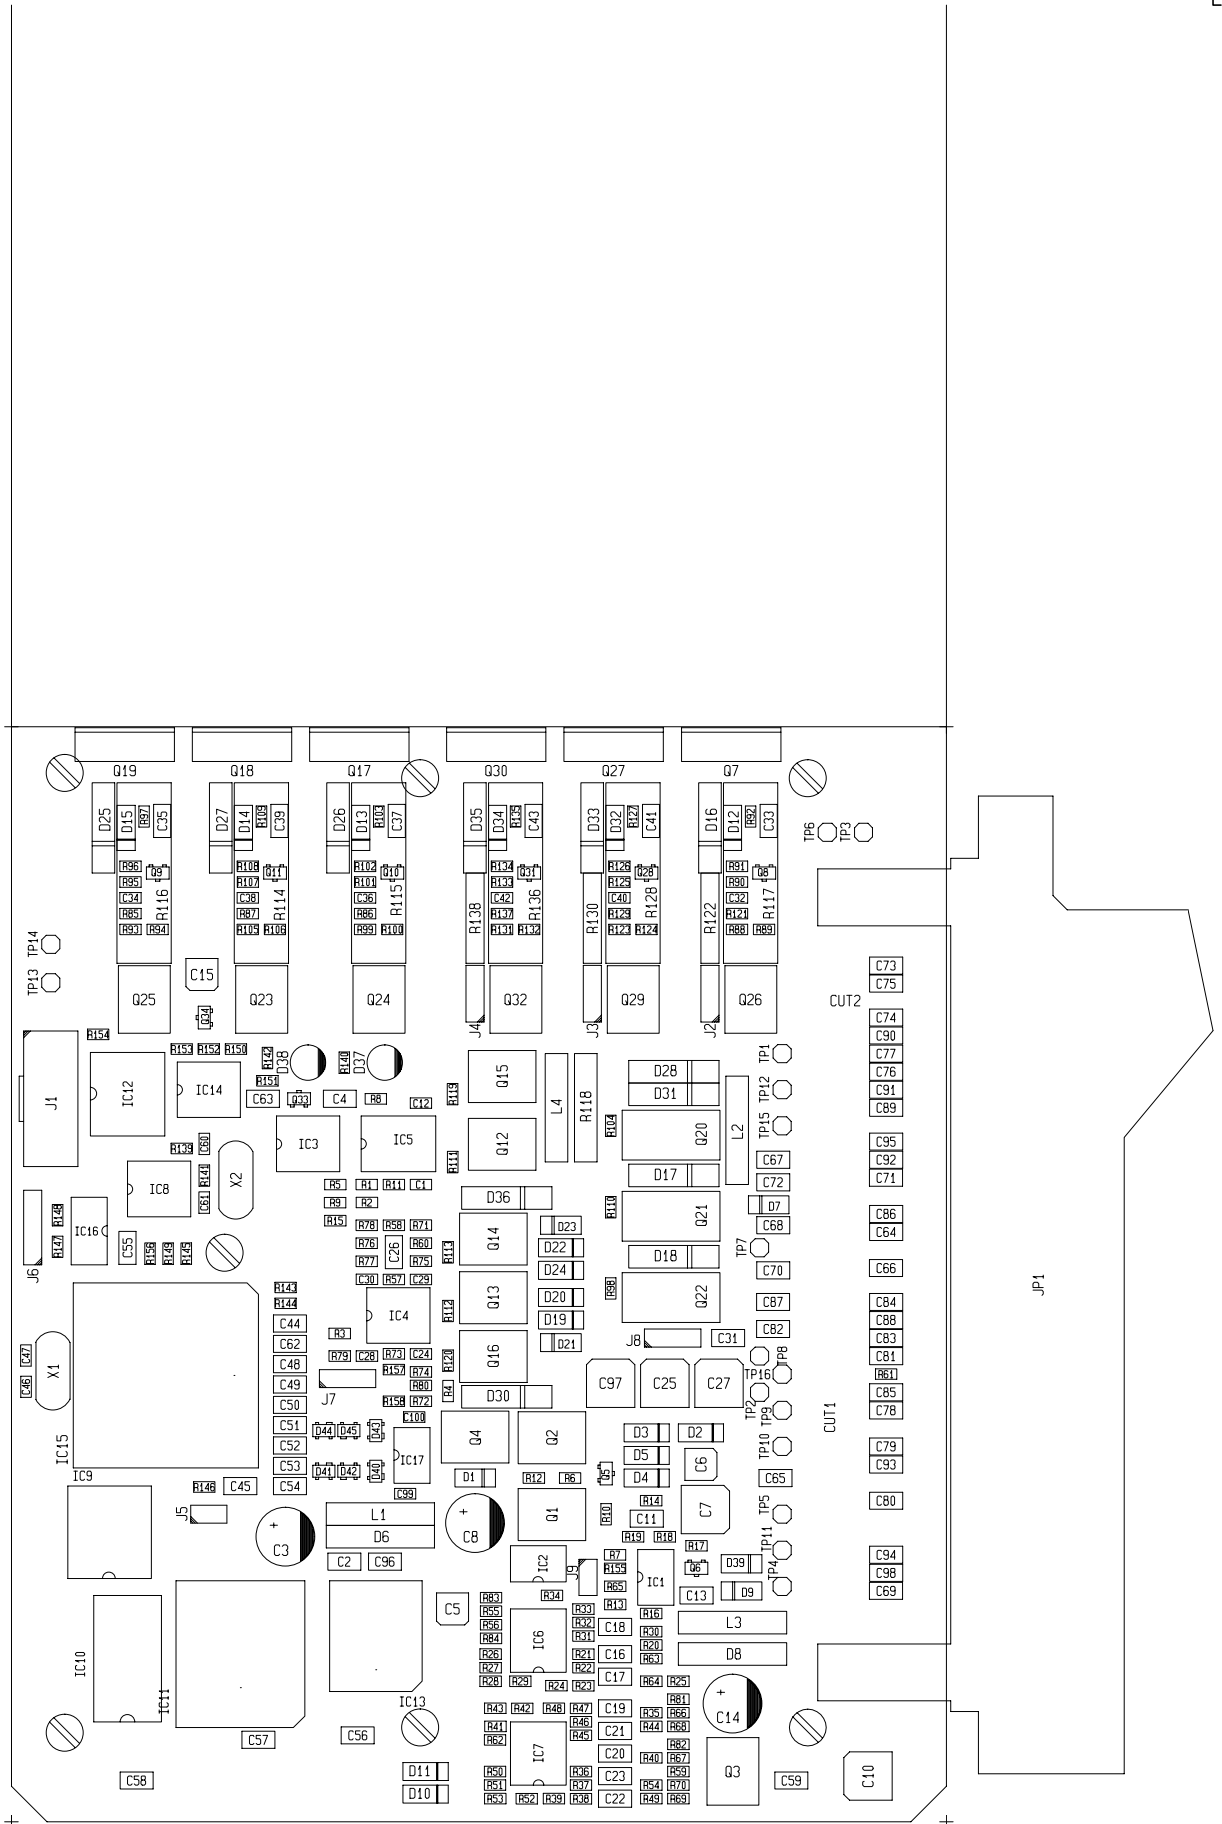 E
Q19 Q18 Q17 Q30 Q27 Q7
D25 D15 R97 C35
D27 D14 R109 C39
D26 D13 R103 C37
D35 D34 R135 C43
D33 D32 R127 C41
D16 D12 R92 C33
TP6 TP3
R96 Q9 R108 Q11 R102 Q10 R134 Q31 R126 Q28 R91 Q8
R95 R107 R101 R133 R125 R90
C34 C38 C36 C42 C40 C32
R85 R87 R86 R137 R129 R121
R93 R94 R105 R106 R99 R100 R131 R132 R123 R124 R88 R89
R116 R114 R115 R138 R136 R130 R128 R122 R117
TP14
TP13
C15
Q25 Q23 Q24 Q32 Q29 Q26
Q34
J4 J3 J2
CUT2
C73
C75
C74
C90
C77
C76
C91
C89
C95
C92
C71
C86
C64
C66
C84
C88
C83
C81
R61
C85
C78
C79
C93
C80
C94
C98
C69
JP1
CUT1
R154
R153 R152 R150 R142 D38 R140 D37
R151
J1 IC12 IC14 C63 Q33 C4 R8 C12
R119 Q15 L4 R118 D28
D31
R104 Q20 L2
TP1
TP12
TP15
IC3 IC5 R111 Q12
R139 C60
R141
C61
IC8 X2
D17
C67
C72
D7
C68
R5 R1 R11 C1
R9 R2
R15
D36
R110 Q21
R148
R147
IC16 C55 R156 R149 R145
J6
R78 R58 R71
R76 C26 R60
R77 R75
C30 R57 C29
R113 Q14 D23
D22
D24
D18
TP7
C70
R143
R144
C44
C62
C48
C49
C50
C51
C52
C53
C54
IC4
R112 Q13 D20
D19
D21
R98 Q22
C87
C82
R3
R79 C28 R73 C24
R157 R74
R80
R158 R72
C100
J7
R120 Q16
R4 D30
J8 C31
C97 C25 C27
TP8
TP16
TP2
TP9
TP10
C47
C46
X1
IC15
IC9
D44 D45 D43
D41 D42 D40
IC17
C99
Q4 Q2
D1 R12 R6 Q5
D3 D2
D5
D4
C6
C65
R146 C45
J5
C3
L1
D6
C2 C96
C8
Q1
R10
R14
C11
R19 R18
C7
TP5
TP11
TP4
IC2 J9
R34
R7
R155
R65
R13
IC1
R17
Q6
C13
D39
D9
IC10
IC11
IC13
C5
R83
R55
R56
R84
R26
R27
R28 R29
IC6
R33
R32
R31
R21
R22
R24 R23
C18
C16
C17
R16
R30
R20
R63
R64 R25
L3
D8
R43 R42 R48 R47
R41
R62
R46
R45
IC7
C19
C21
C20
C23
C22
R81
R35 R66
R44 R68
R82
R40 R67
R59
R54 R70
R49 R69
C14
Q3
C59
C10
C57
C56
C58
D11
D10
R50
R51
R53 R52 R39 R38
R36
R37